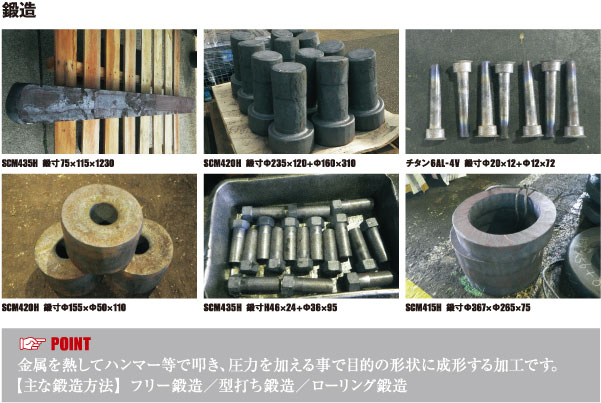 鍛造
SCM435H 鍛寸75×115×1230
SCM420H 鍛寸Φ235×120+Φ160×310
チタン6AL-4V 鍛寸Φ20×12+Φ12×72
SCM420H 鍛寸Φ155×Φ50×110
SCM435H 鍛寸H46×24+Φ36×95
SCM415H 鍛寸Φ367×Φ265×75
POINT
金属を熱してハンマー等で叩き、圧力を加える事で目的の形状に成形する加工です。
【主な鍛造方法】 フリー鍛造／型打ち鍛造／ローリング鍛造